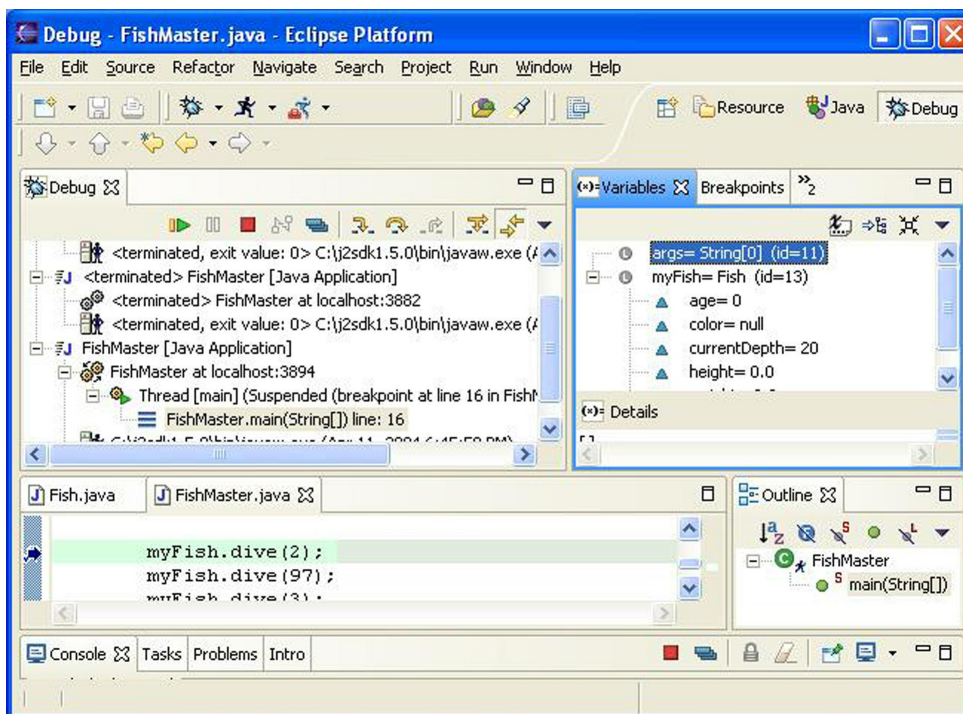 Debug - FishMaster.java - Eclipse Platform
File Edit Source Refactor Navigate Search Project Run Window Help
Resource Java Debug
Debug
<terminated, exit value: 0> C:\j2sdk1.5.0\bin\javaw.exe (A
<terminated> FishMaster [Java Application]
<terminated> FishMaster at localhost:3882
<terminated, exit value: 0> C:\j2sdk1.5.0\bin\javaw.exe (A
FishMaster [Java Application]
FishMaster at localhost:3894
Thread [main] (Suspended (breakpoint at line 16 in FishM
FishMaster.main(String[]) line: 16
(x)= Variables Breakpoints »2
args= String[0] (id=11)
myFish= Fish (id=13)
age= 0
color= null
currentDepth= 20
height= 0.0
(x)= Details
[]
Fish.java FishMaster.java
myFish.dive(2);
myFish.dive(97);
myFish.dive(3);
Outline
FishMaster
main(String[])
Console Tasks Problems Intro